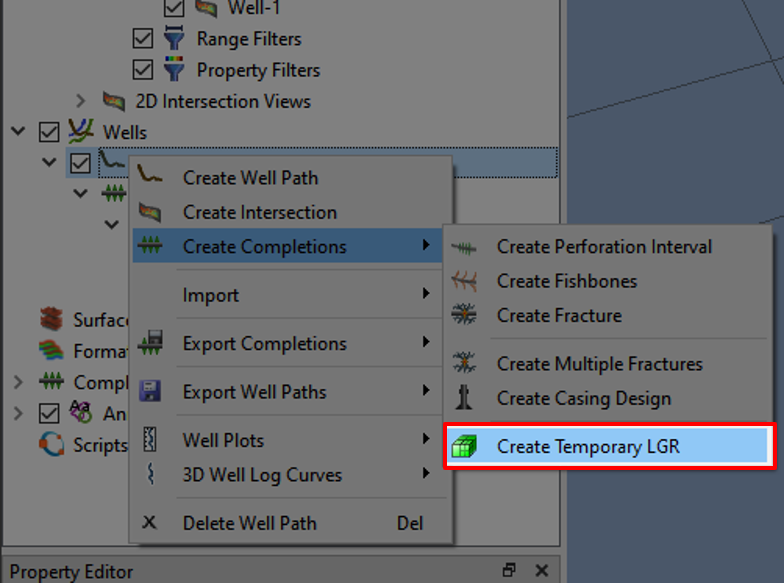 Well-1
Range Filters
Property Filters
2D Intersection Views
Wells
Create Well Path
Create Intersection
Create Completions
Import
Export Completions
Export Well Paths
Well Plots
3D Well Log Curves
Delete Well Path Del
Create Perforation Interval
Create Fishbones
Create Fracture
Create Multiple Fractures
Create Casing Design
Create Temporary LGR
Surfac
Format
Compl
An
Scripts
Property Editor